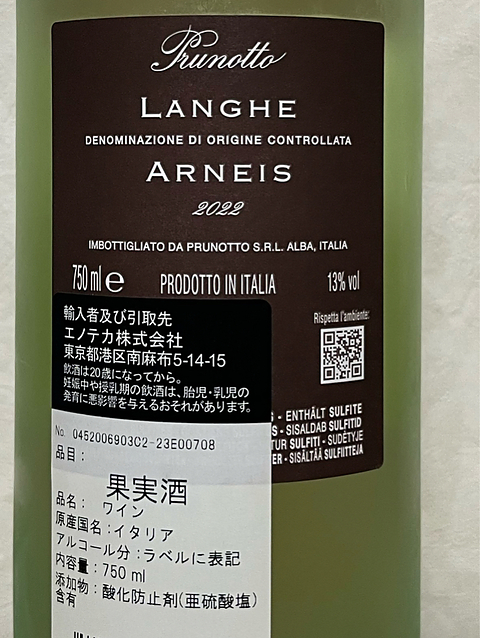 Prunotto
LANGHE
DENOMINAZIONE DI ORIGINE CONTROLLATA
ARNEIS
2022
IMBOTTIGLIATO DA PRUNOTTO S.R.L. ALBA, ITALIA
750 ml e PRODOTTO IN ITALIA 13% vol
Rispetta l'ambiente:
輸入者及び引取先
エノテカ株式会社
東京都港区南麻布5-14-15
飲酒は20歳になってから。
妊娠中や授乳期の飲酒は、胎児・乳児の
発育に悪影響を与えるおそれがあります。
- ENTHÄLT SULFITE
- SISALDAB SULFITID
SULFITI - SUDĖTYJE
- SISÄLTÄÄ SULFIITTEJA
No. 0452006903C2-23E00708
品目：
果実酒
品名： ワイン
原産国名：イタリア
アルコール分：ラベルに表記
内容量：750 ml
添加物：酸化防止剤(亜硫酸塩)
含有